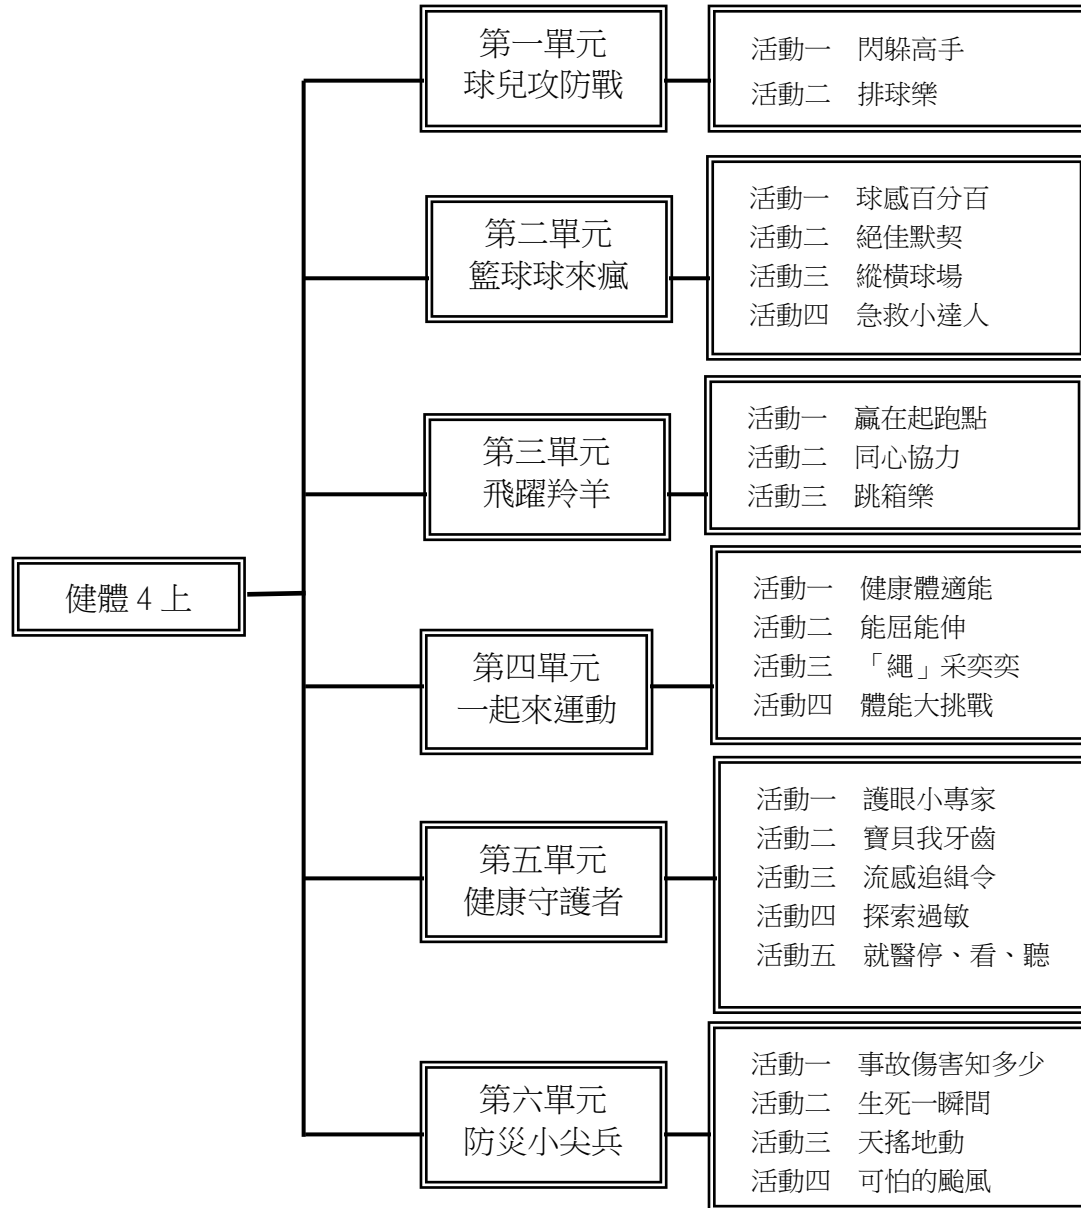 健體 4 上
第一單元
球兒攻防戰
活動一　閃躲高手
活動二　排球樂
第二單元
籃球球來瘋
活動一　球感百分百
活動二　絕佳默契
活動三　縱橫球場
活動四　急救小達人
第三單元
飛躍羚羊
活動一　贏在起跑點
活動二　同心協力
活動三　跳箱樂
第四單元
一起來運動
活動一　健康體適能
活動二　能屈能伸
活動三　「繩」采奕奕
活動四　體能大挑戰
第五單元
健康守護者
活動一　護眼小專家
活動二　寶貝我牙齒
活動三　流感追緝令
活動四　探索過敏
活動五　就醫停、看、聽
第六單元
防災小尖兵
活動一　事故傷害知多少
活動二　生死一瞬間
活動三　天搖地動
活動四　可怕的颱風